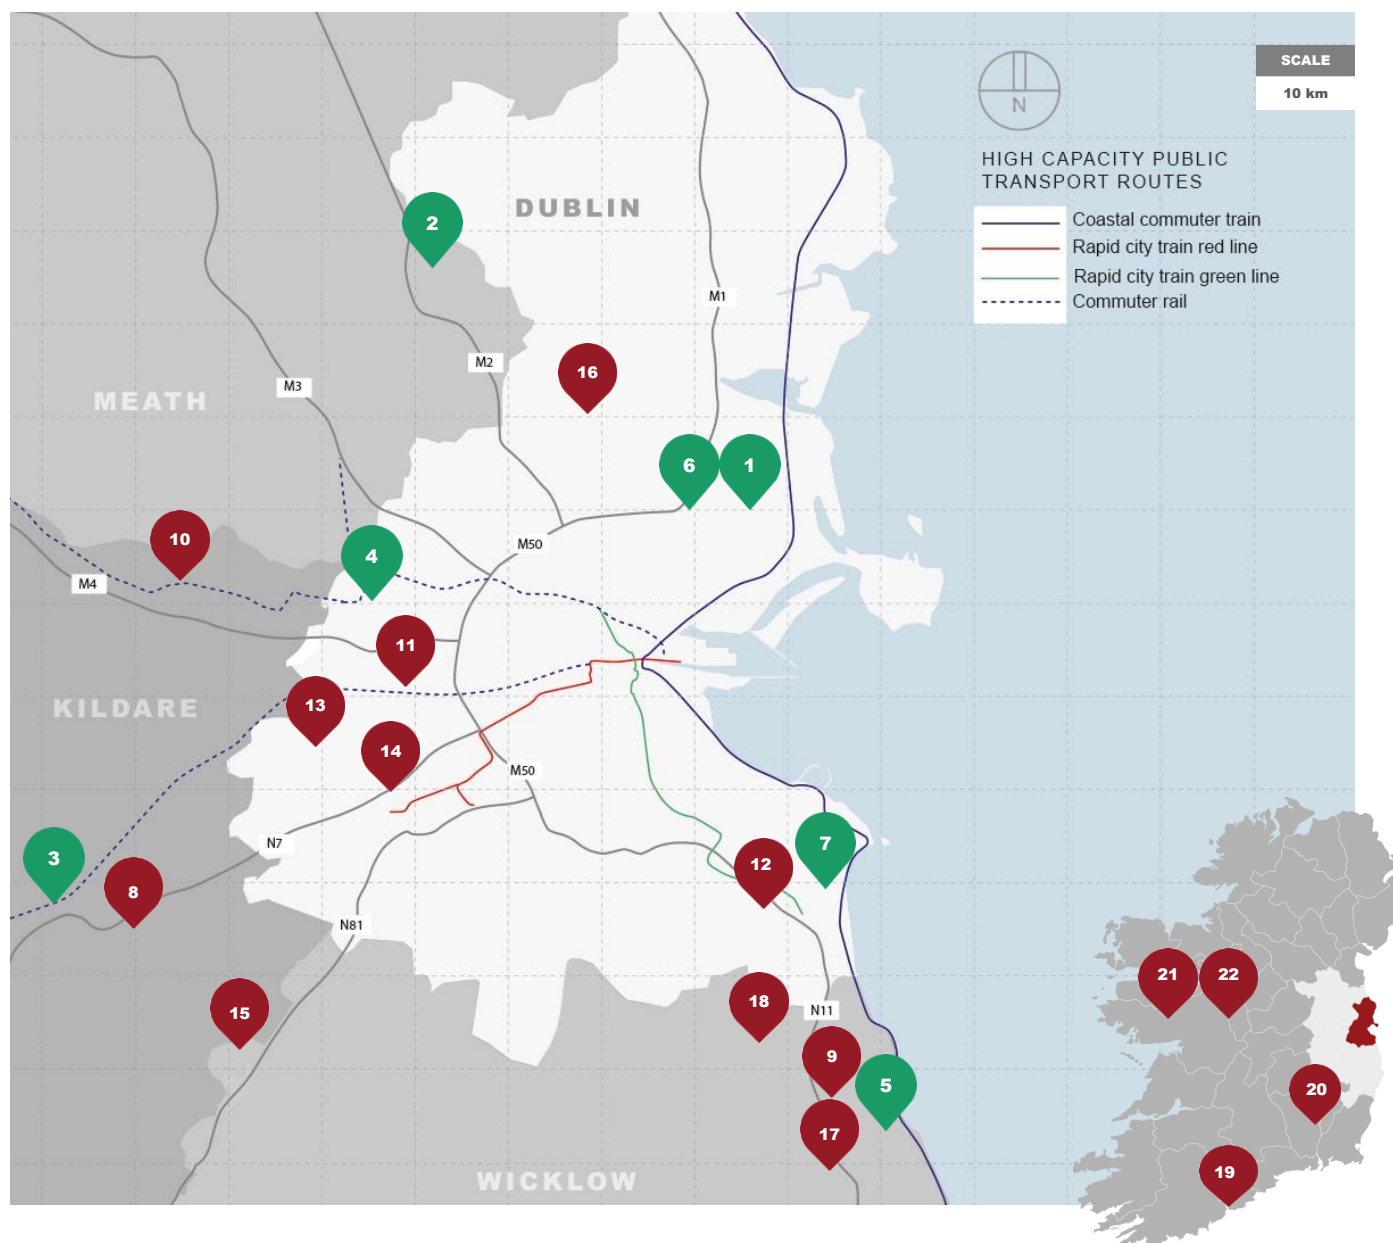 SCALE
10 km
N
HIGH CAPACITY PUBLIC
TRANSPORT ROUTES
Coastal commuter train
Rapid city train red line
Rapid city train green line
Commuter rail
DUBLIN
2
M1
M2
16
M3
MEATH
6
1
10
M50
4
M4
11
KILDARE
13
14
M50
N7
3
8
12
7
N81
21
22
18
15
N11
9
5
20
17
19
WICKLOW